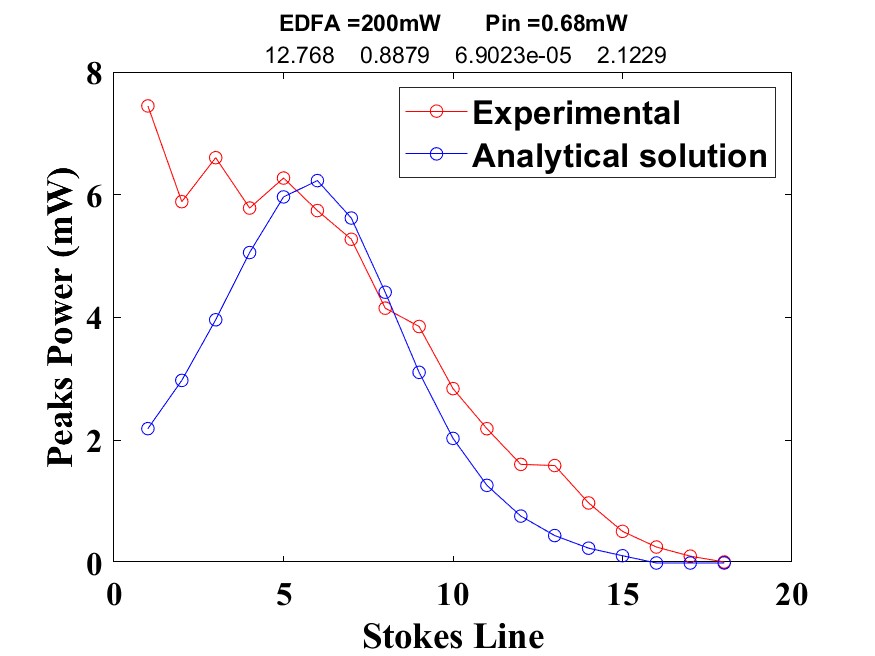 EDFA =200mW Pin =0.68mW
12.768 0.8879 6.9023e-05 2.1229
8
Experimental
Analytical solution
6
Peaks Power (mW)
4
2
0
0 5 10 15 20
Stokes Line